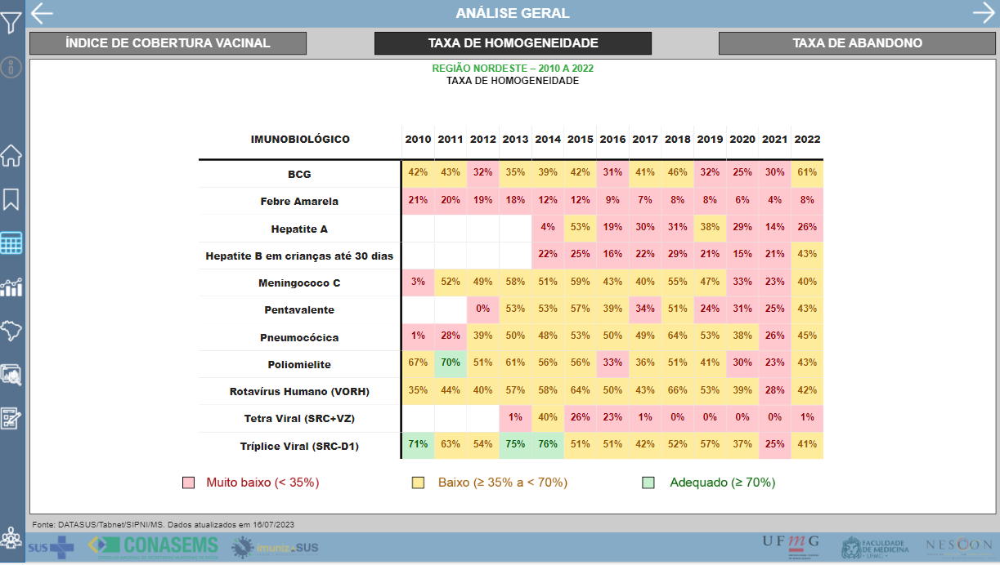 ANÁLISE GERAL
ÍNDICE DE COBERTURA VACINAL TAXA DE HOMOGENEIDADE TAXA DE ABANDONO
REGIÃO NORDESTE – 2010 A 2022
TAXA DE HOMOGENEIDADE
IMUNOBIOLÓGICO 2010 2011 2012 2013 2014 2015 2016 2017 2018 2019 2020 2021 2022
BCG 42% 43% 32% 35% 39% 42% 31% 41% 46% 32% 25% 30% 61%
Febre Amarela 21% 20% 19% 18% 12% 12% 9% 7% 8% 8% 6% 4% 8%
Hepatite A 4% 53% 19% 30% 31% 38% 29% 14% 26%
Hepatite B em crianças até 30 dias 22% 25% 16% 22% 29% 21% 15% 21% 43%
Meningococo C 3% 52% 49% 58% 51% 59% 43% 40% 55% 47% 33% 23% 40%
Pentavalente 0% 53% 53% 57% 39% 34% 51% 24% 31% 25% 43%
Pneumocócica 1% 28% 39% 50% 48% 53% 50% 49% 64% 53% 38% 26% 45%
Poliomielite 67% 70% 51% 61% 56% 56% 33% 36% 51% 41% 30% 23% 43%
Rotavírus Humano (VORH) 35% 44% 40% 57% 58% 64% 50% 43% 66% 53% 39% 28% 42%
Tetra Viral (SRC+VZ) 1% 40% 26% 23% 1% 0% 0% 0% 0% 1%
Tríplice Viral (SRC-D1) 71% 63% 54% 75% 76% 51% 51% 42% 52% 57% 37% 25% 41%
Muito baixo (< 35%) Baixo (≥ 35% a < 70%) Adequado (≥ 70%)
Fonte: DATASUS/Tabnet/SIPNI/MS. Dados atualizados em 16/07/2023
SUS CONASEMS imunizaSUS UFmG FACULDADE DE MEDICINA UFMG NESCON